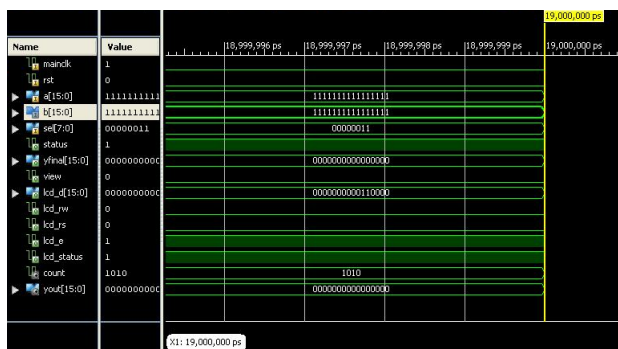 19,000,000 ps
Name Value 18,999,996 ps 18,999,997 ps 18,999,998 ps 18,999,999 ps 19,000,000 ps
mainclk 1
rst 0
a[15:0] 1111111111 1111111111111111
b[15:0] 1111111111 1111111111111111
sel[7:0] 00000011 00000011
status 1
yfinal[15:0] 000000000 0000000000000000
view 0
lcd_d[15:0] 000000000 0000000000110000
lcd_rw 0
lcd_rs 0
lcd_e 1
lcd_status 1
count 1010 1010
yout[15:0] 000000000 0000000000000000
X1: 19,000,000 ps